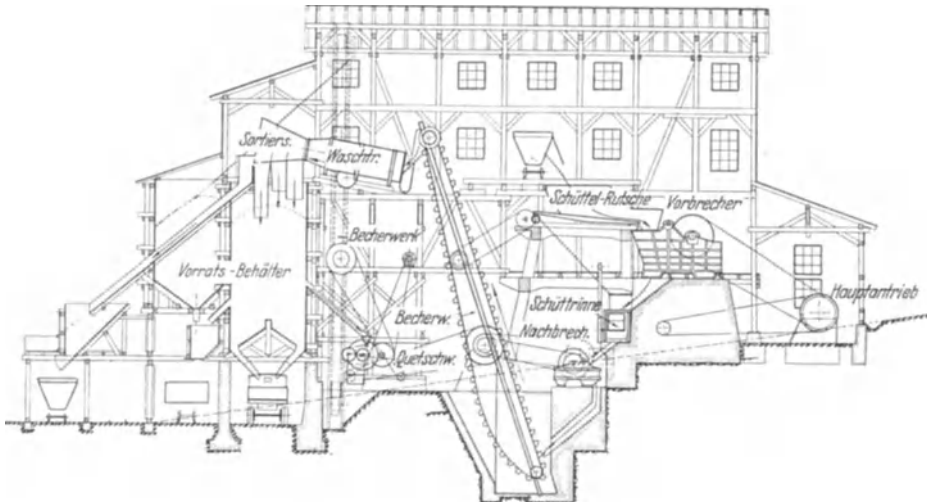 Sortiers.
Waschtr.
Schüttel-Rutsche
Vorbrecher
Becherwerk
Vorrats-Behälter
Hauptantrieb
Schüttrinne
Becherw.
Nachbrech.
Quetschw.